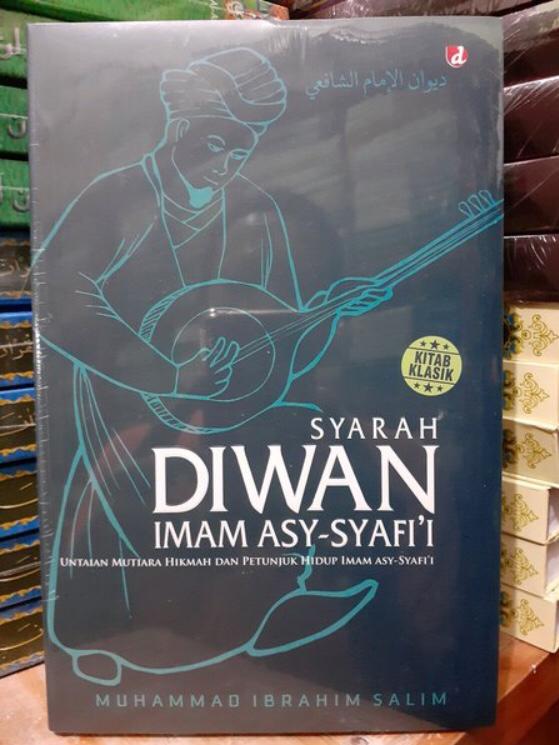 d
ديوان الإمام الشافعي
KITAB
KLASIK
SYARAH
DIWAN
IMAM ASY-SYAFI'I
UNTAIAN MUTIARA HIKMAH DAN PETUNJUK HIDUP IMAM ASY-SYAFI'I
MUHAMMAD IBRAHIM SALIM